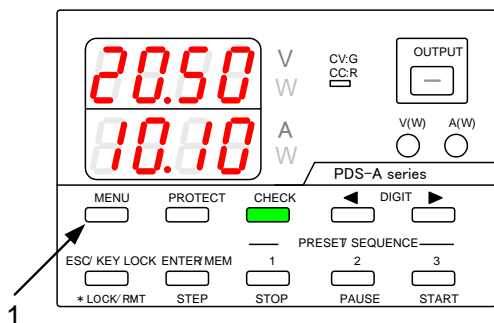 20.50 V
W
CV:G
CC:R
OUTPUT
10.10 A
W
V(W) A(W)
PDS-A series
MENU PROTECT CHECK ◀ DIGIT ▶
PRESET/ SEQUENCE
ESC/ KEY LOCK ENTER/MEM 1 2 3
* LOCK/RMT STEP STOP PAUSE START
1